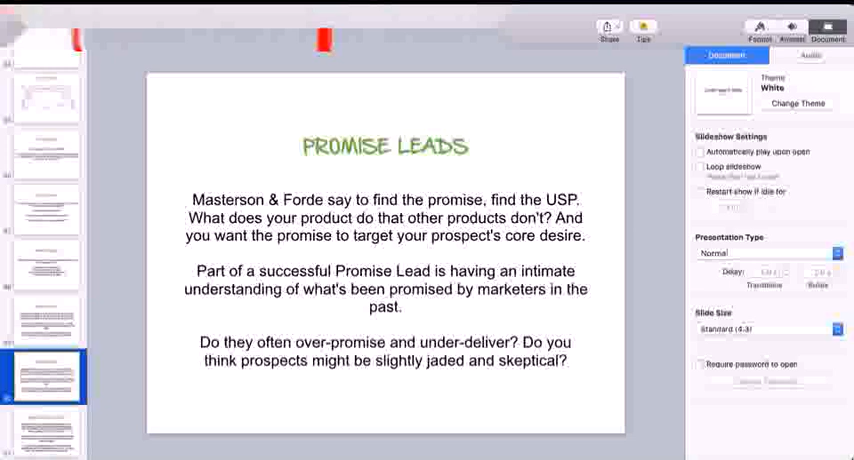 Share
Tips
Format
Animate
Document
Document
Audio
Theme
White
Change Theme
PROMISE LEADS
Slideshow Settings
Automatically play upon open
Loop slideshow
Restart show if idle for
Masterson & Forde say to find the promise, find the USP.
What does your product do that other products don't? And
you want the promise to target your prospect's core desire.
Presentation Type
Normal
Delay:
Part of a successful Promise Lead is having an intimate
understanding of what's been promised by marketers in the
past.
Transitions
Builds
Slide Size
Standard (4:3)
Do they often over-promise and under-deliver? Do you
think prospects might be slightly jaded and skeptical?
Require password to open